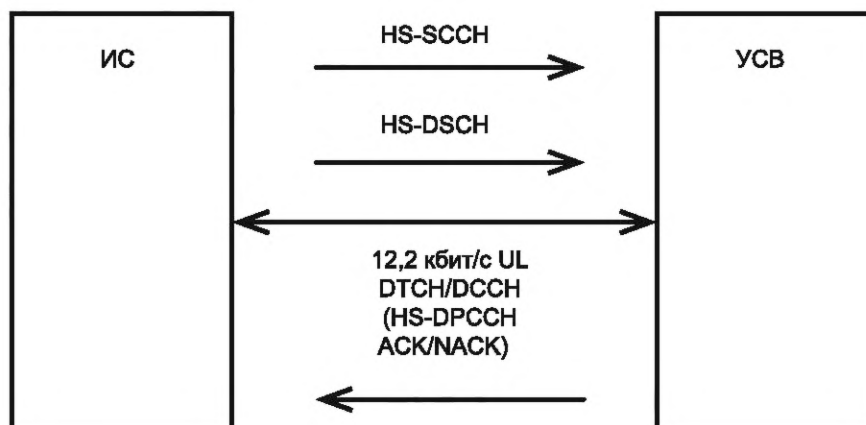 ИС
HS-SCCH
УСВ
HS-DSCH
12,2 кбит/с UL
DTCH/DCCH
(HS-DPCCH
ACK/NACK)